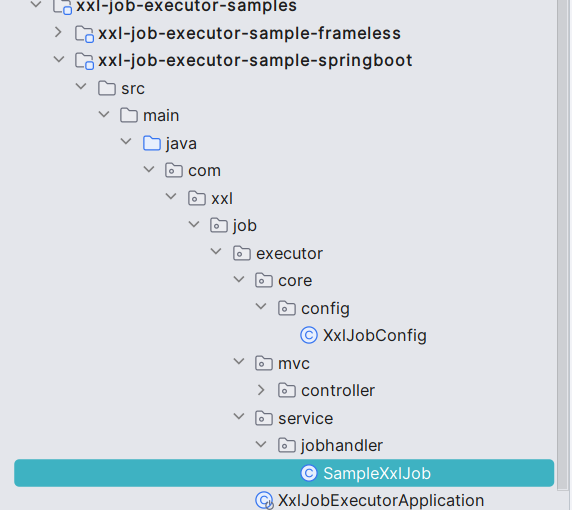 xxl-job-executor-samples
xxl-job-executor-sample-frameless
xxl-job-executor-sample-springboot
src
main
java
com
xxl
job
executor
core
config
XxlJobConfig
mvc
controller
service
jobhandler
SampleXxlJob
XxlJobExecutorApplication